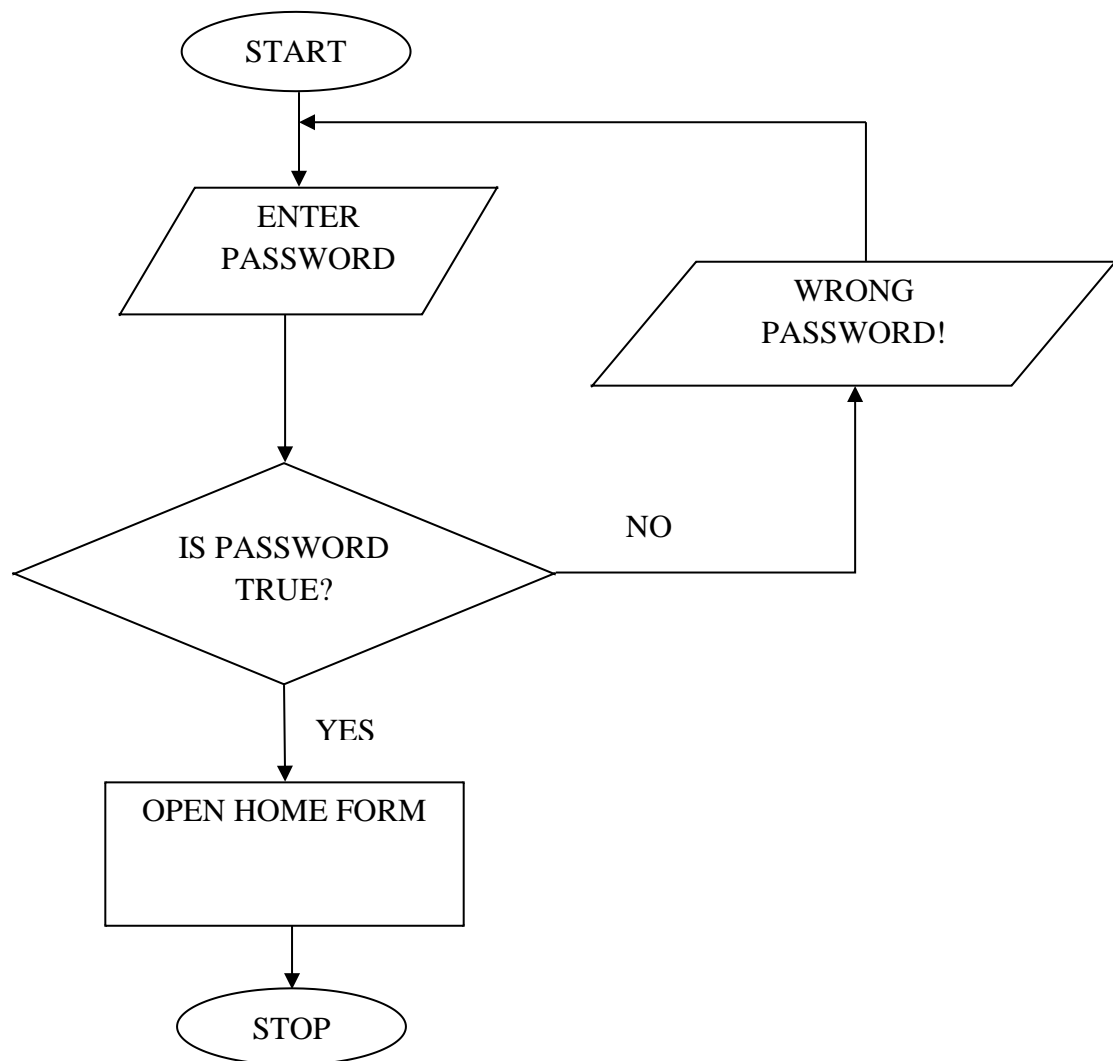 START
ENTER
PASSWORD
WRONG
PASSWORD!
IS PASSWORD
TRUE?
NO
YES
OPEN HOME FORM
STOP